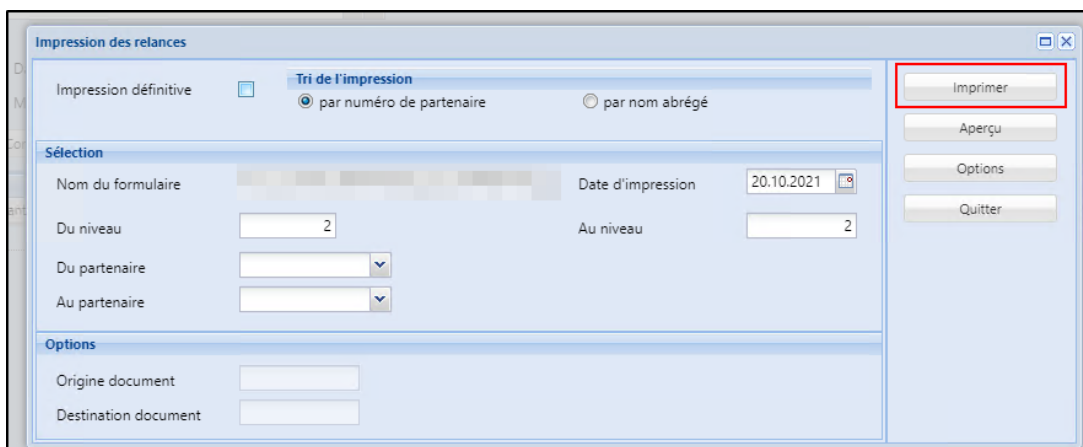 Impression des relances
Impression définitive
Tri de l'impression
par numéro de partenaire
par nom abrégé
Sélection
Nom du formulaire
Date d'impression
20.10.2021
Du niveau
2
Au niveau
2
Du partenaire
Au partenaire
Options
Origine document
Destination document
Imprimer
Aperçu
Options
Quitter